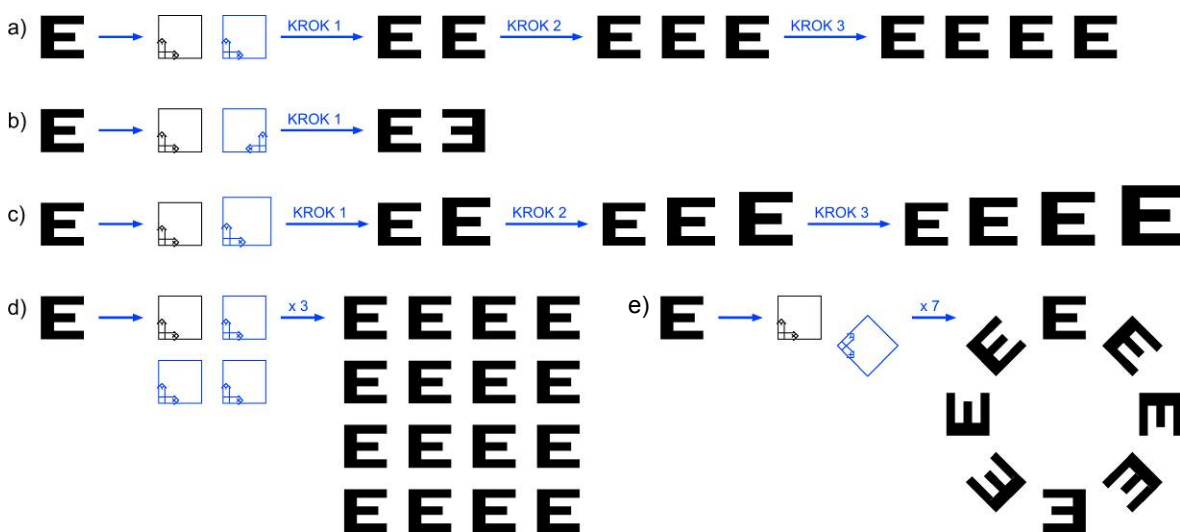 a) E KROK 1 E E KROK 2 E E E KROK 3 E E E E
b) E KROK 1 E Ǝ
c) E KROK 1 E E KROK 2 E E E KROK 3 E E E E
d) E x 3 E E E E
E E E E
E E E E
E E E E
e) E x 7 E
E E
E E
E E
E